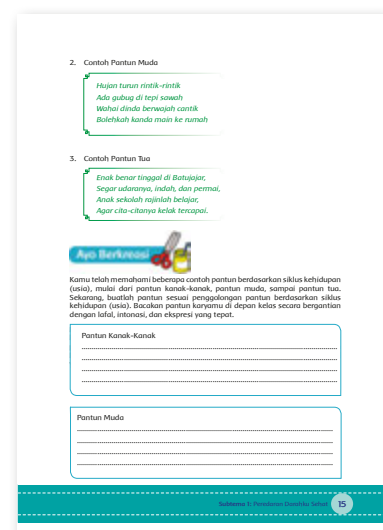 2. Contoh Pantun Muda
Hujan turun rintik-rintik
Ada gubug di tepi sawah
Wahai dinda berwajah cantik
Bolehkah kanda main ke rumah
3. Contoh Pantun Tua
Enak benar tinggal di Batujajar,
Segar udaranya, indah, dan permai,
Anak sekolah rajinlah belajar,
Agar cita-citanya kelak tercapai.
Ayo Berkreasi
Kamu telah memahami beberapa contoh pantun berdasarkan siklus kehidupan
(usia), mulai dari pantun kanak-kanak, pantun muda, sampai pantun tua.
Sekarang, buatlah pantun sesuai penggolongan pantun berdasarkan siklus
kehidupan (usia). Bacakan pantun karyamu di depan kelas secara bergantian
dengan lafal, intonasi, dan ekspresi yang tepat.
Pantun Kanak-Kanak
Pantun Muda
Subtema 1: Peredaran Darahku Sehat 15